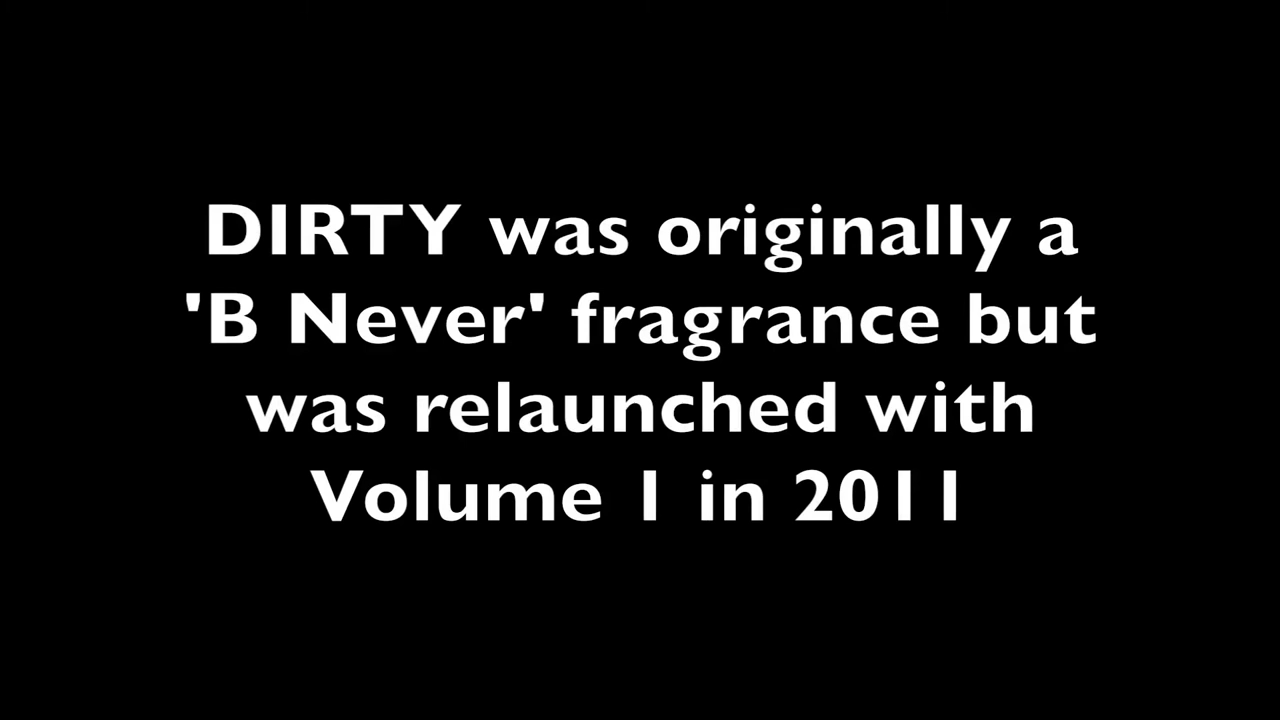 DIRTY was originally a
'B Never' fragrance but
was relaunched with
Volume 1 in 2011